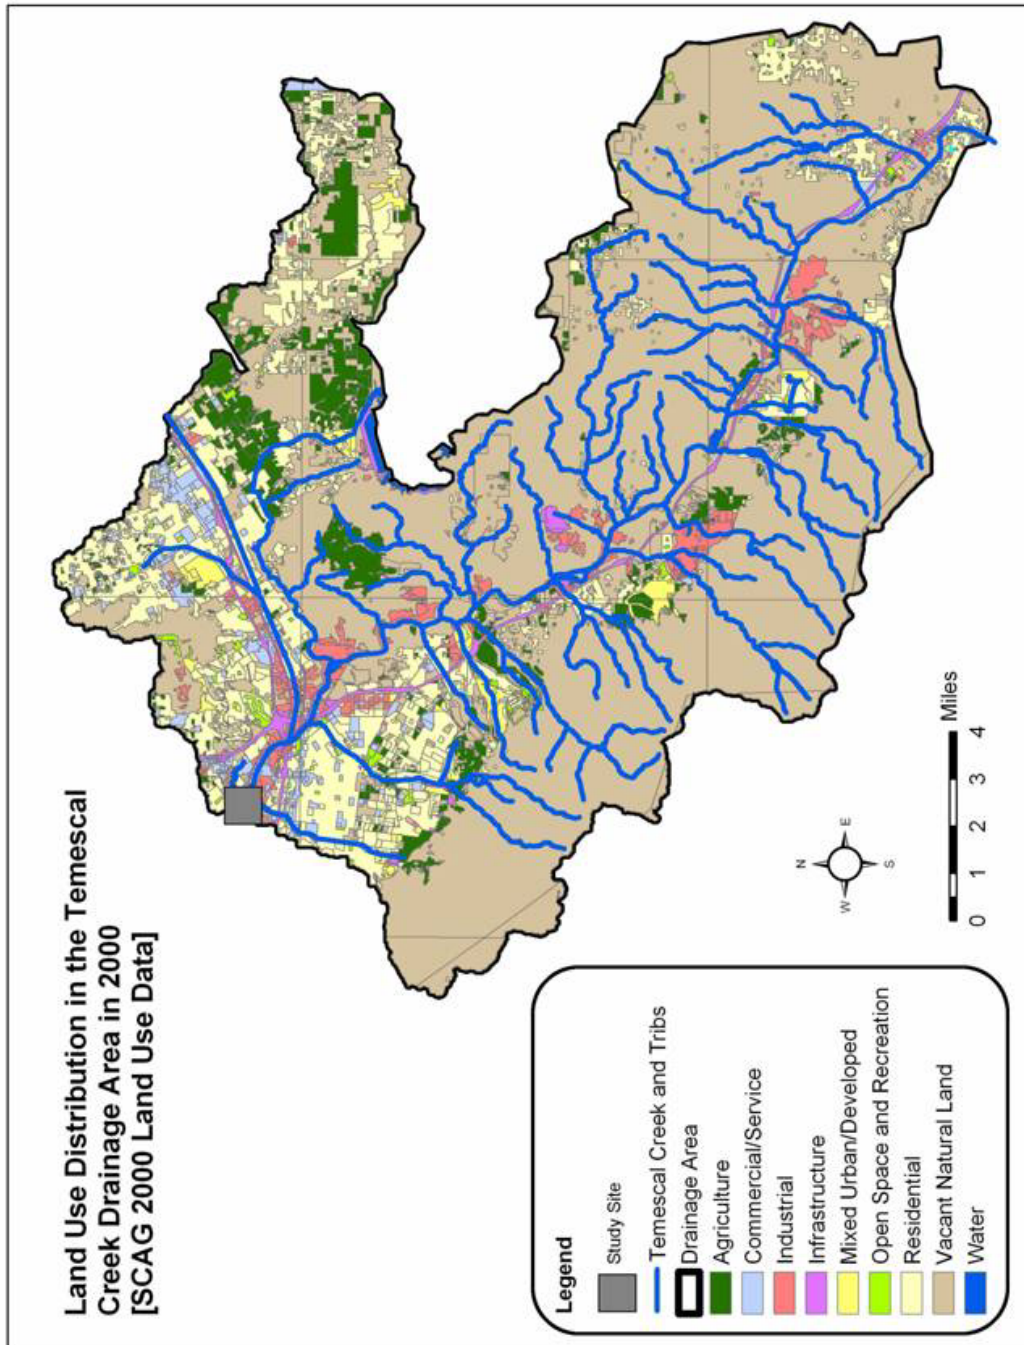 Land Use Distribution in the Temescal
Creek Drainage Area in 2000
[SCAG 2000 Land Use Data]
Legend
Study Site
Temescal Creek and Tribs
Drainage Area
Agriculture
Commercial/Service
Industrial
Infrastructure
Mixed Urban/Developed
Open Space and Recreation
Residential
Vacant Natural Land
Water
N
W E
S
0 1 2 3 4
Miles